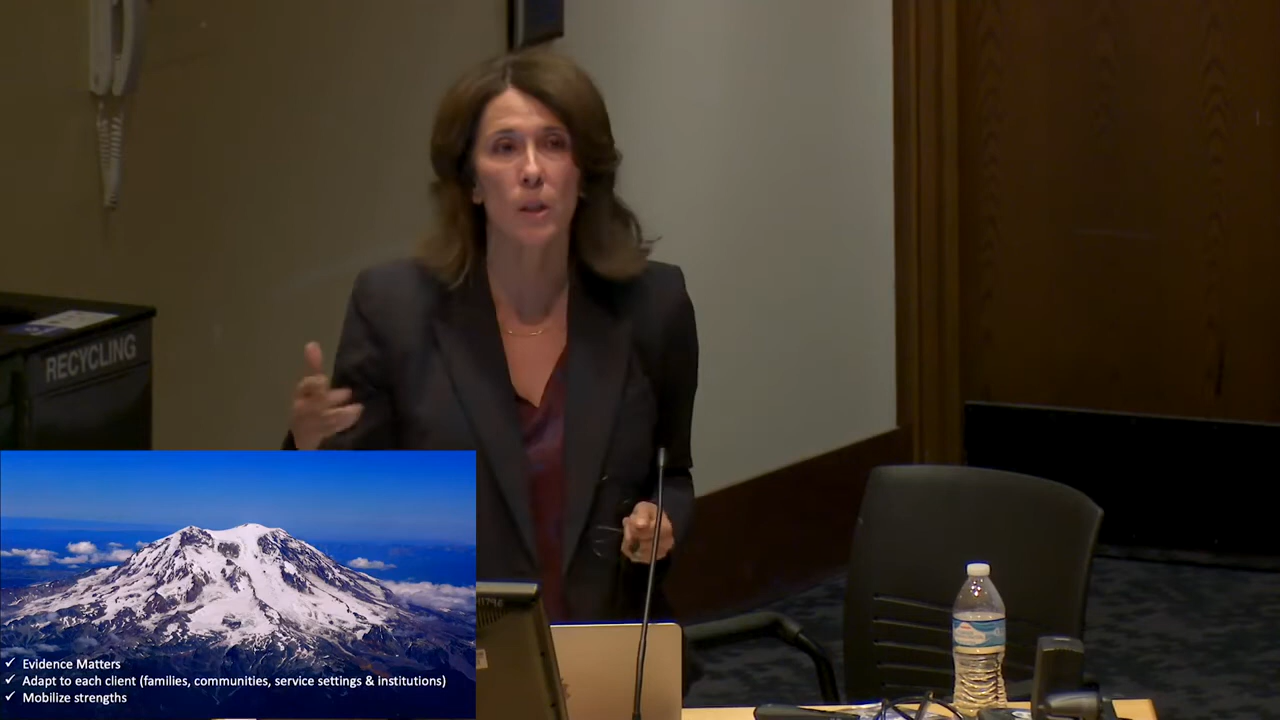 RECYCLING
✓ Evidence Matters
✓ Adapt to each client (families, communities, service settings & institutions)
✓ Mobilize strengths